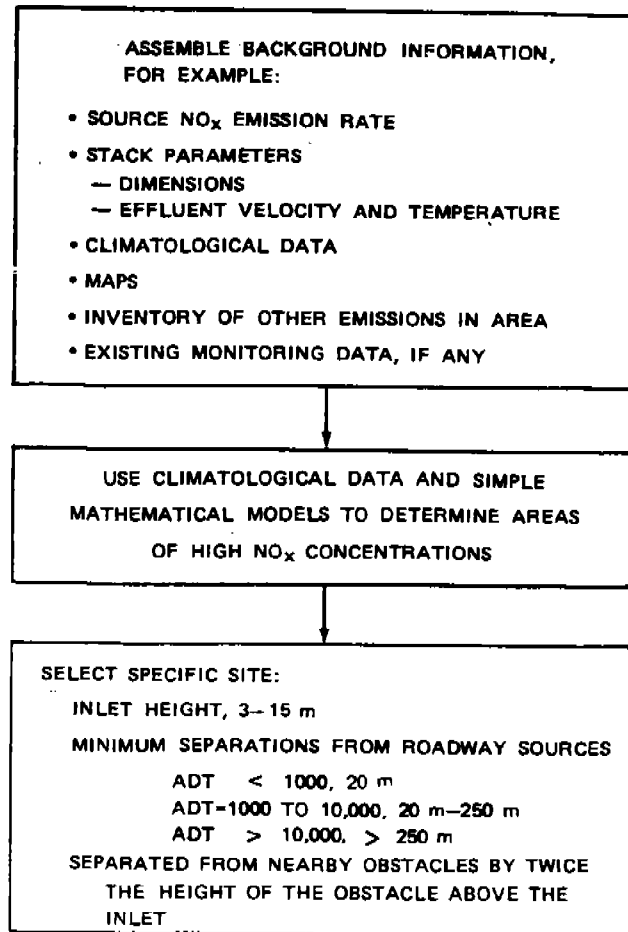 ASSEMBLE BACKGROUND INFORMATION,
FOR EXAMPLE:
• SOURCE NOx EMISSION RATE
• STACK PARAMETERS
— DIMENSIONS
— EFFLUENT VELOCITY AND TEMPERATURE
• CLIMATOLOGICAL DATA
• MAPS
• INVENTORY OF OTHER EMISSIONS IN AREA
• EXISTING MONITORING DATA, IF ANY
USE CLIMATOLOGICAL DATA AND SIMPLE
MATHEMATICAL MODELS TO DETERMINE AREAS
OF HIGH NOx CONCENTRATIONS
SELECT SPECIFIC SITE:
INLET HEIGHT, 3–15 m
MINIMUM SEPARATIONS FROM ROADWAY SOURCES
ADT < 1000, 20 m
ADT=1000 TO 10,000, 20 m–250 m
ADT > 10,000, > 250 m
SEPARATED FROM NEARBY OBSTACLES BY TWICE
THE HEIGHT OF THE OBSTACLE ABOVE THE
INLET